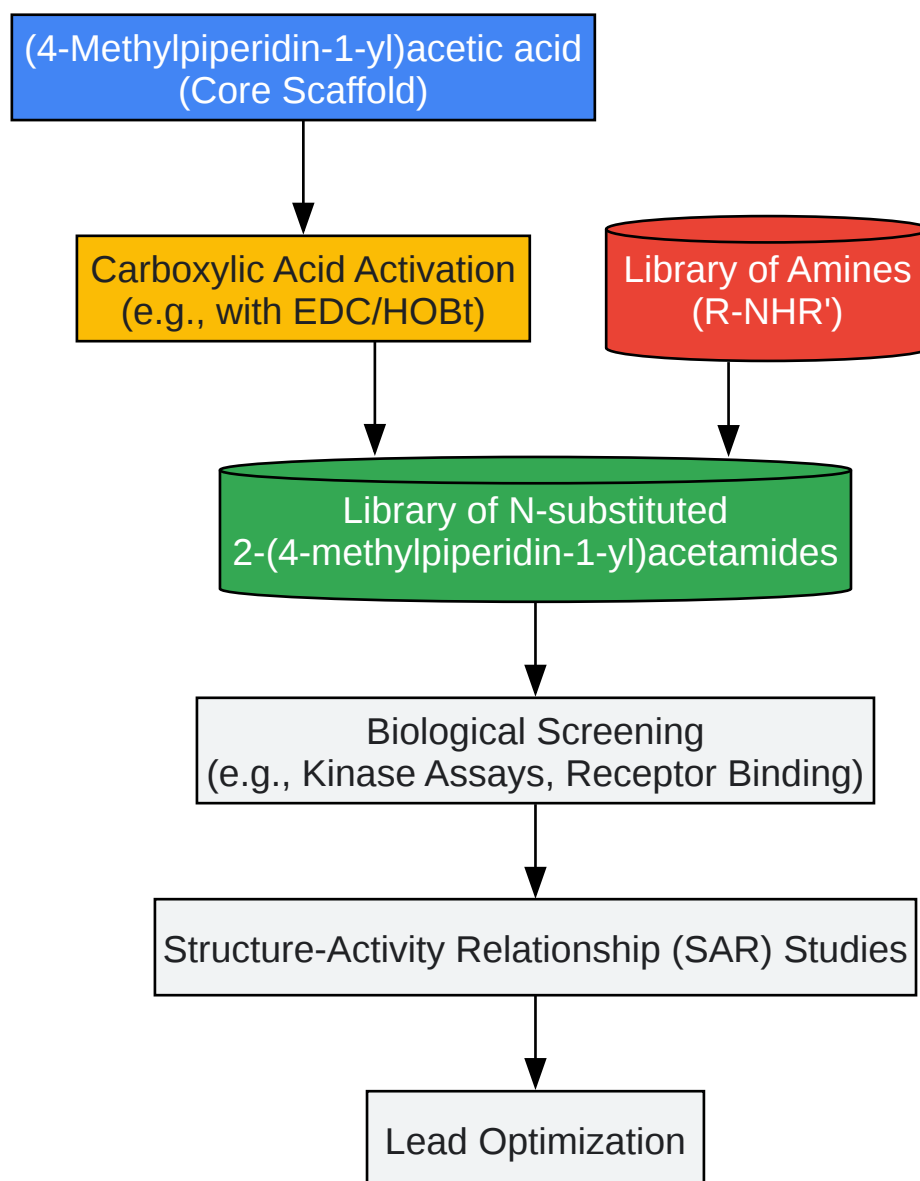 (4-Methylpiperidin-1-yl)acetic acid
(Core Scaffold)
Carboxylic Acid Activation
(e.g., with EDC/HOBt)
Library of Amines
(R-NHR')
Library of N-substituted
2-(4-methylpiperidin-1-yl)acetamides
Biological Screening
(e.g., Kinase Assays, Receptor Binding)
Structure-Activity Relationship (SAR) Studies
Lead Optimization